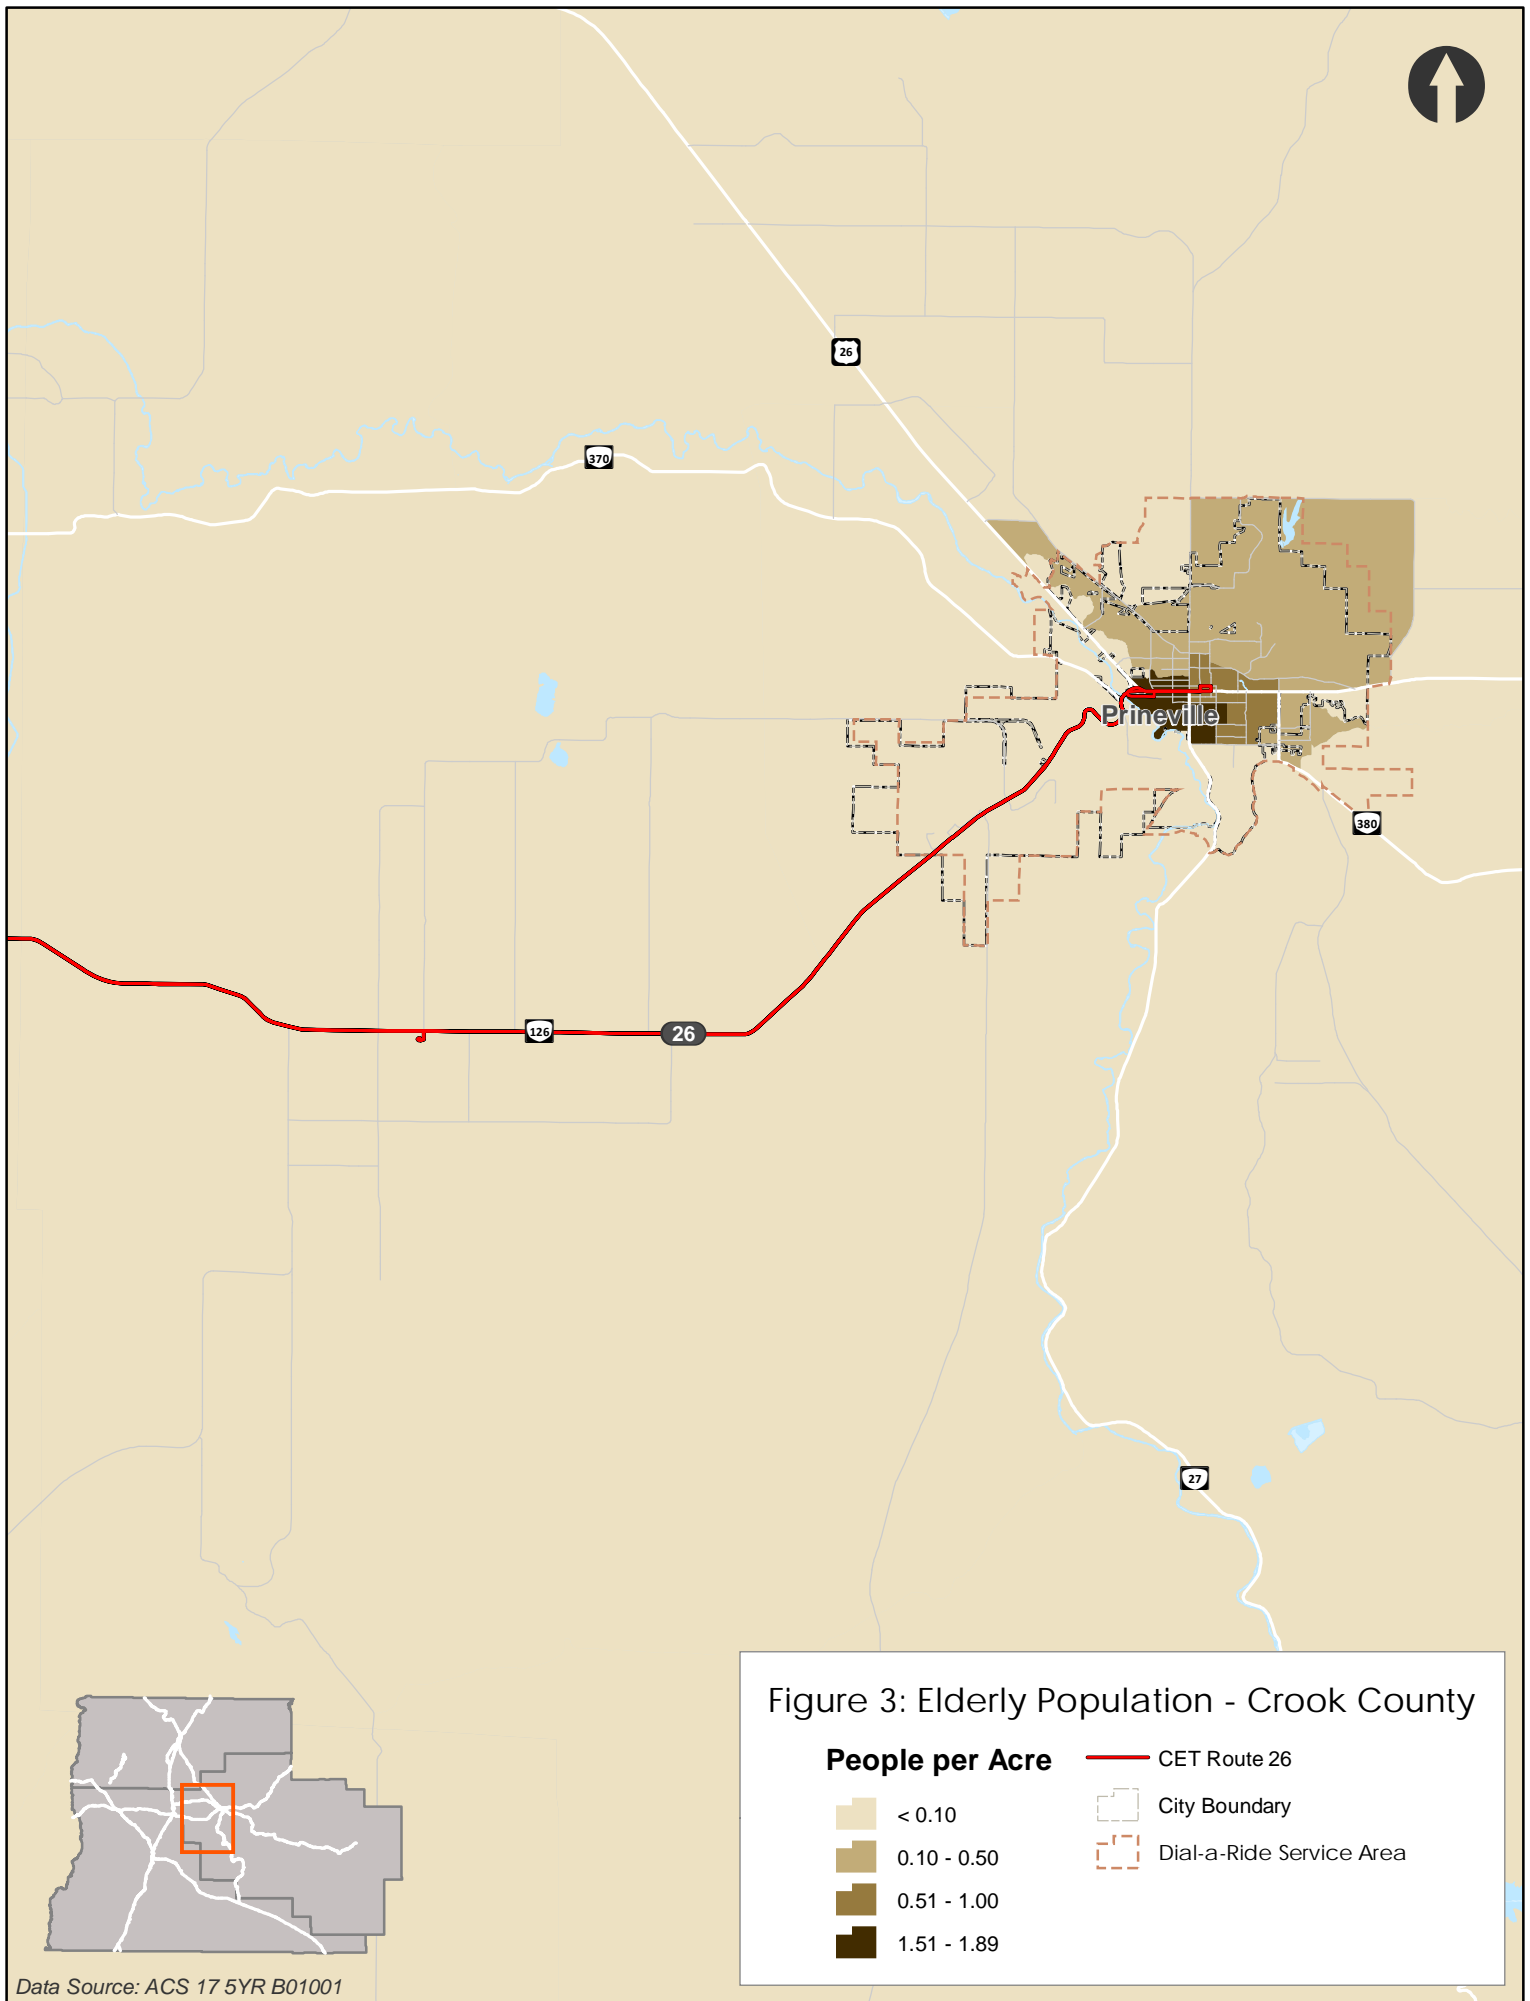 26
370
Prineville
380
126
26
27
Figure 3: Elderly Population - Crook County
People per Acre
< 0.10
0.10 - 0.50
0.51 - 1.00
1.51 - 1.89
CET Route 26
City Boundary
Dial-a-Ride Service Area
Data Source: ACS 17 5YR B01001